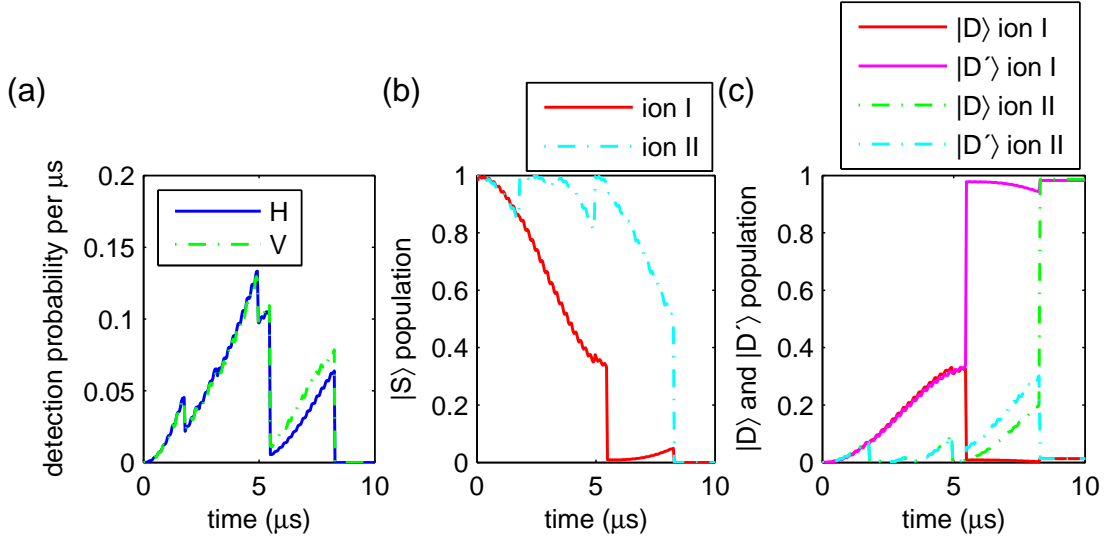 (a)
detection probablity per μs
0.2
0.15
0.1
0.05
0
H
V
0
5
10
time (μs)
(b)
ion I
ion II
|S⟩ population
1
0.8
0.6
0.4
0.2
0
0
5
10
time (μs)
(c)
|D⟩ ion I
|D´⟩ ion I
|D⟩ ion II
|D´⟩ ion II
|D⟩ and |D´⟩ population
1
0.8
0.6
0.4
0.2
0
0
5
10
time (μs)